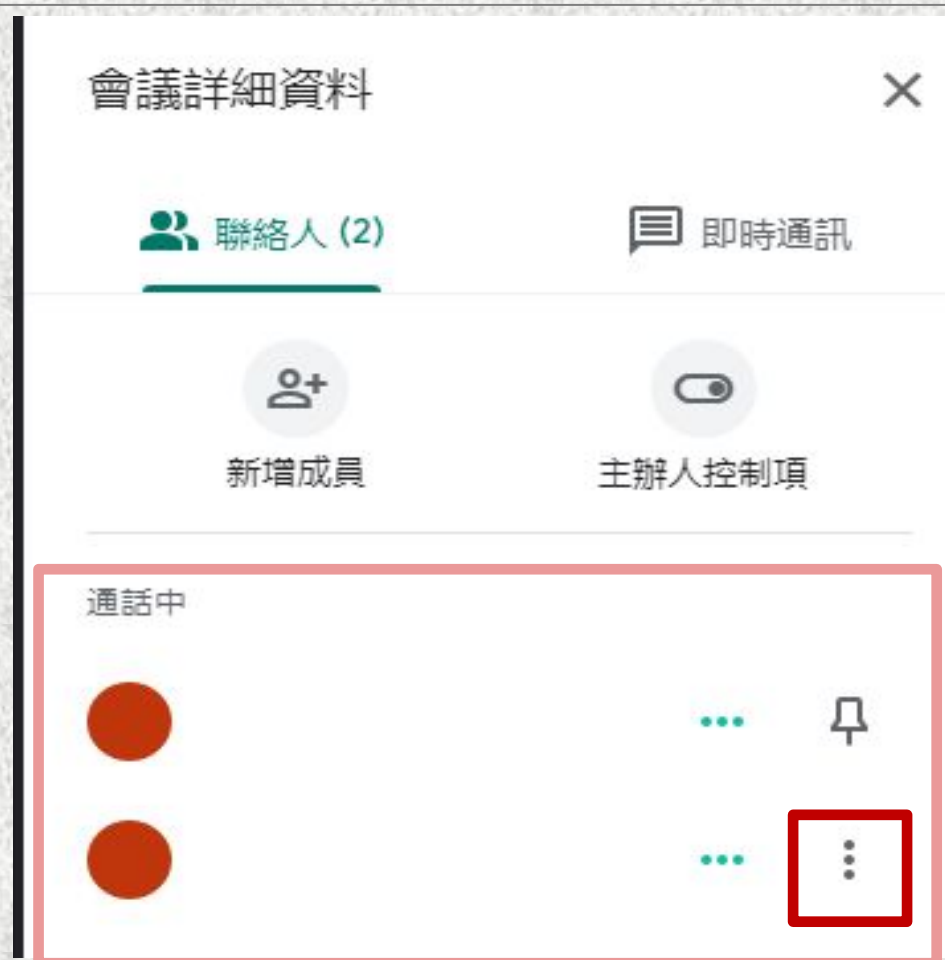 會議詳細資料
聯絡人 (2)
即時通訊
新增成員
主辦人控制項
通話中